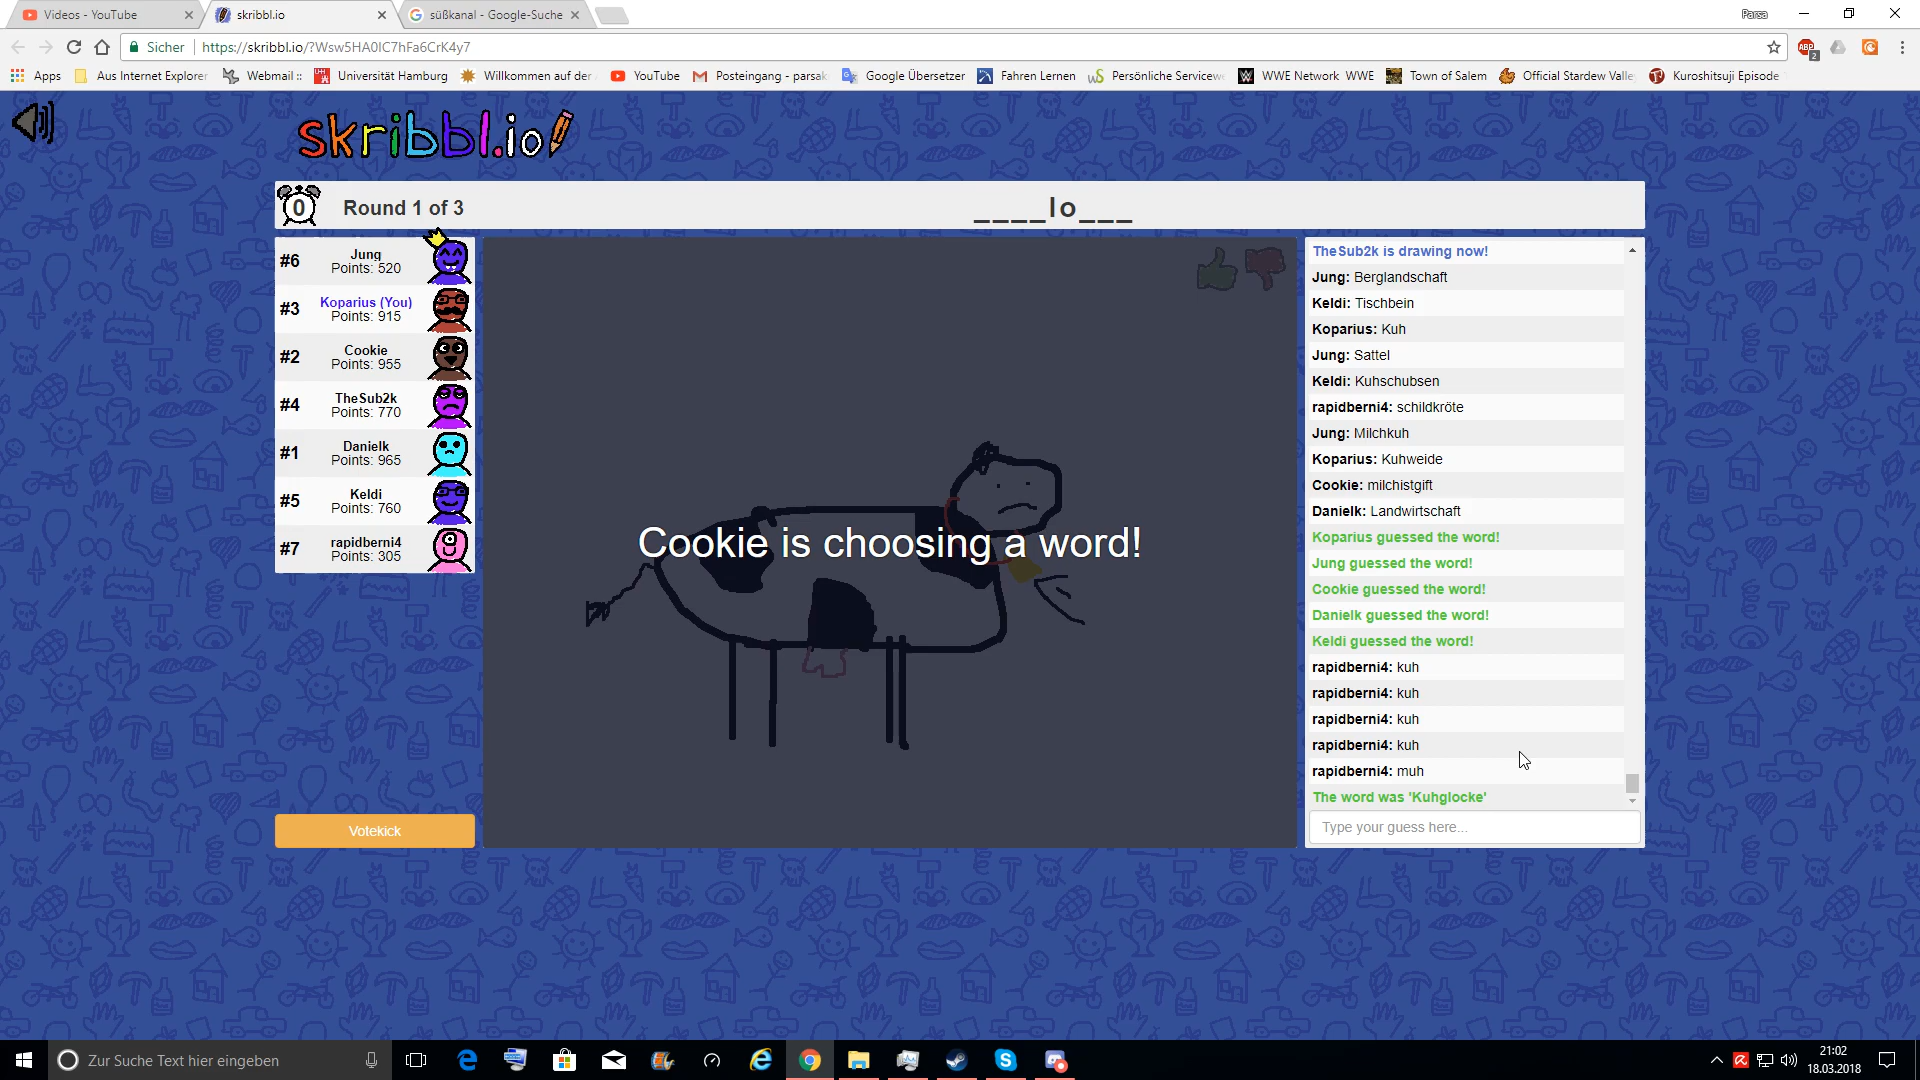 Videos - YouTube
skribbl.io
süßkanal - Google-Suche
Parsa
Sicher
https://skribbl.io/?Wsw5HA0IC7hFa6CrK4y7
ABP
2
Apps
Aus Internet Explorer
Webmail ::
Universität Hamburg
Willkommen auf der
YouTube
Posteingang - parsak
Google Übersetzer
Fahren Lernen
Persönliche Servicew
WWE Network WWE
Town of Salem
Official Stardew Valle
Kuroshitsuji Episode
skribbl.io
0
Round 1 of 3
____lo___
#6
Jung
Points: 520
#3
Koparius (You)
Points: 915
#2
Cookie
Points: 955
#4
TheSub2k
Points: 770
#1
Danielk
Points: 965
#5
Keldi
Points: 760
#7
rapidberni4
Points: 305
Votekick
Cookie is choosing a word!
TheSub2k is drawing now!
Jung: Berglandschaft
Keldi: Tischbein
Koparius: Kuh
Jung: Sattel
Keldi: Kuhschubsen
rapidberni4: schildkröte
Jung: Milchkuh
Koparius: Kuhweide
Cookie: milchistgift
Danielk: Landwirtschaft
Koparius guessed the word!
Jung guessed the word!
Cookie guessed the word!
Danielk guessed the word!
Keldi guessed the word!
rapidberni4: kuh
rapidberni4: kuh
rapidberni4: kuh
rapidberni4: kuh
rapidberni4: muh
The word was 'Kuhglocke'
Type your guess here...
Zur Suche Text hier eingeben
21:02
18.03.2018